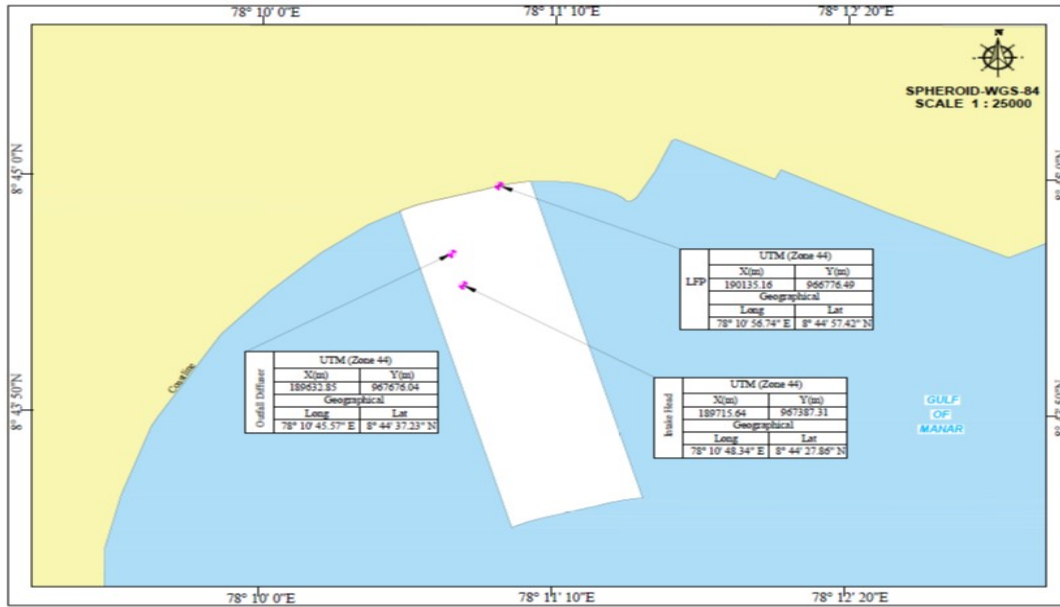 78° 10' 0"E 78° 11' 10"E 78° 12' 20"E
N
SPHEROID-WGS-84
SCALE 1 : 25000
8° 45' 0"N
8° 43' 50"N
Coastline
LFP
UTM (Zone 44)
X(m) Y(m)
190135.16 966776.49
Geographical
Long Lat
78° 10' 56.74" E 8° 44' 57.42" N
Outfall Diffuser
UTM (Zone 44)
X(m) Y(m)
189632.85 967676.04
Geographical
Long Lat
78° 10' 45.57" E 8° 44' 37.23" N
Intake Head
UTM (Zone 44)
X(m) Y(m)
189715.64 967387.31
Geographical
Long Lat
78° 10' 48.34" E 8° 44' 27.86" N
GULF
OF
MANAR
78° 10' 0"E 78° 11' 10"E 78° 12' 20"E